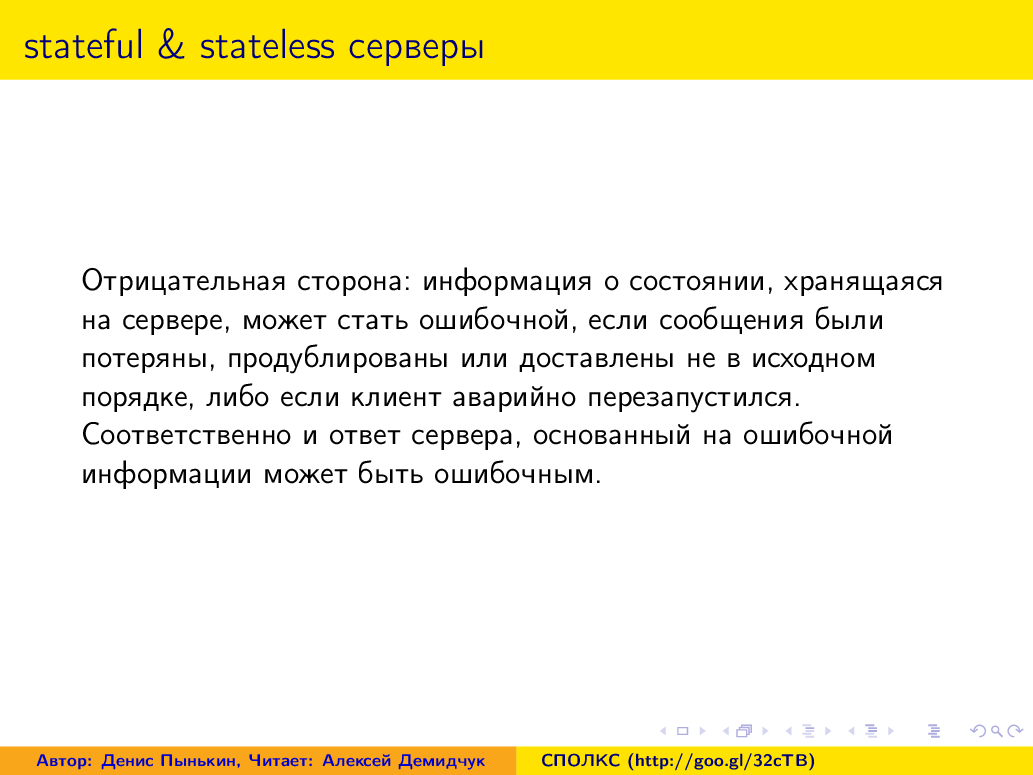 stateful & stateless серверы
Отрицательная сторона: информация о состоянии, хранящаяся
на сервере, может стать ошибочной, если сообщения были
потеряны, продублированы или доставлены не в исходном
порядке, либо если клиент аварийно перезапустился.
Соответственно и ответ сервера, основанный на ошибочной
информации может быть ошибочным.
Автор: Денис Пынькин, Читает: Алексей Демидчук
СПОЛКС (http://goo.gl/32cTB)